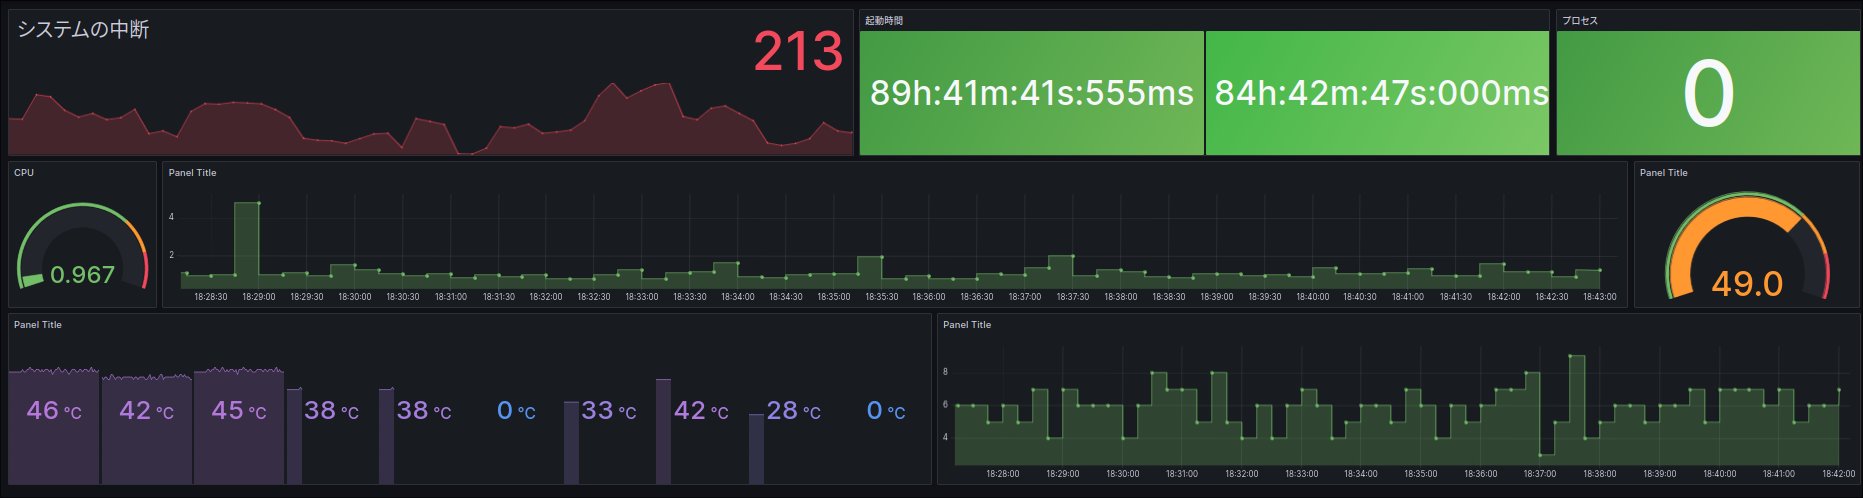 システムの中断
213
起動時間
89h:41m:41s:555ms
84h:42m:47s:000ms
プロセス
0
CPU
0.967
Panel Title
4
2
18:28:30 18:29:00 18:29:30 18:30:00 18:30:30 18:31:00 18:31:30 18:32:00 18:32:30 18:33:00 18:33:30 18:34:00 18:34:30 18:35:00 18:35:30 18:36:00 18:36:30 18:37:00 18:37:30 18:38:00 18:38:30 18:39:00 18:39:30 18:40:00 18:40:30 18:41:00 18:41:30 18:42:00 18:42:30 18:43:00
Panel Title
49.0
Panel Title
46 °C 42 °C 45 °C 38 °C 38 °C 0 °C 33 °C 42 °C 28 °C 0 °C
Panel Title
8
6
4
18:28:00 18:29:00 18:30:00 18:31:00 18:32:00 18:33:00 18:34:00 18:35:00 18:36:00 18:37:00 18:38:00 18:39:00 18:40:00 18:41:00 18:42:00